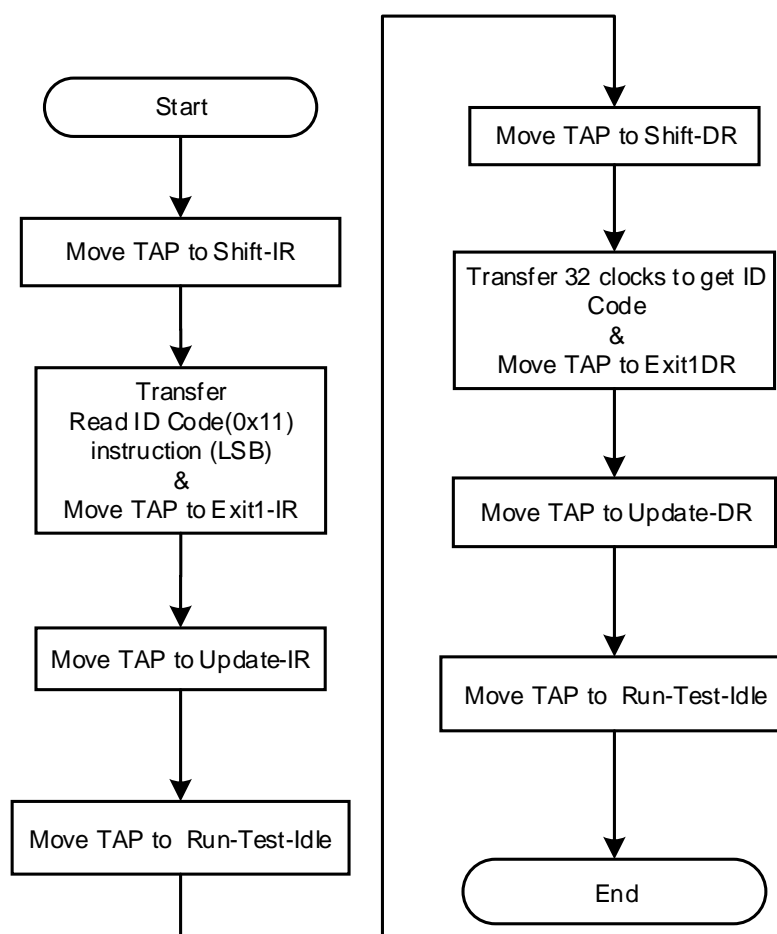 Start
Move TAP to Shift-IR
Transfer
Read ID Code(0x11)
instruction (LSB)
&
Move TAP to Exit1-IR
Move TAP to Update-IR
Move TAP to Run-Test-Idle
Move TAP to Shift-DR
Transfer 32 clocks to get ID
Code
&
Move TAP to Exit1DR
Move TAP to Update-DR
Move TAP to Run-Test-Idle
End